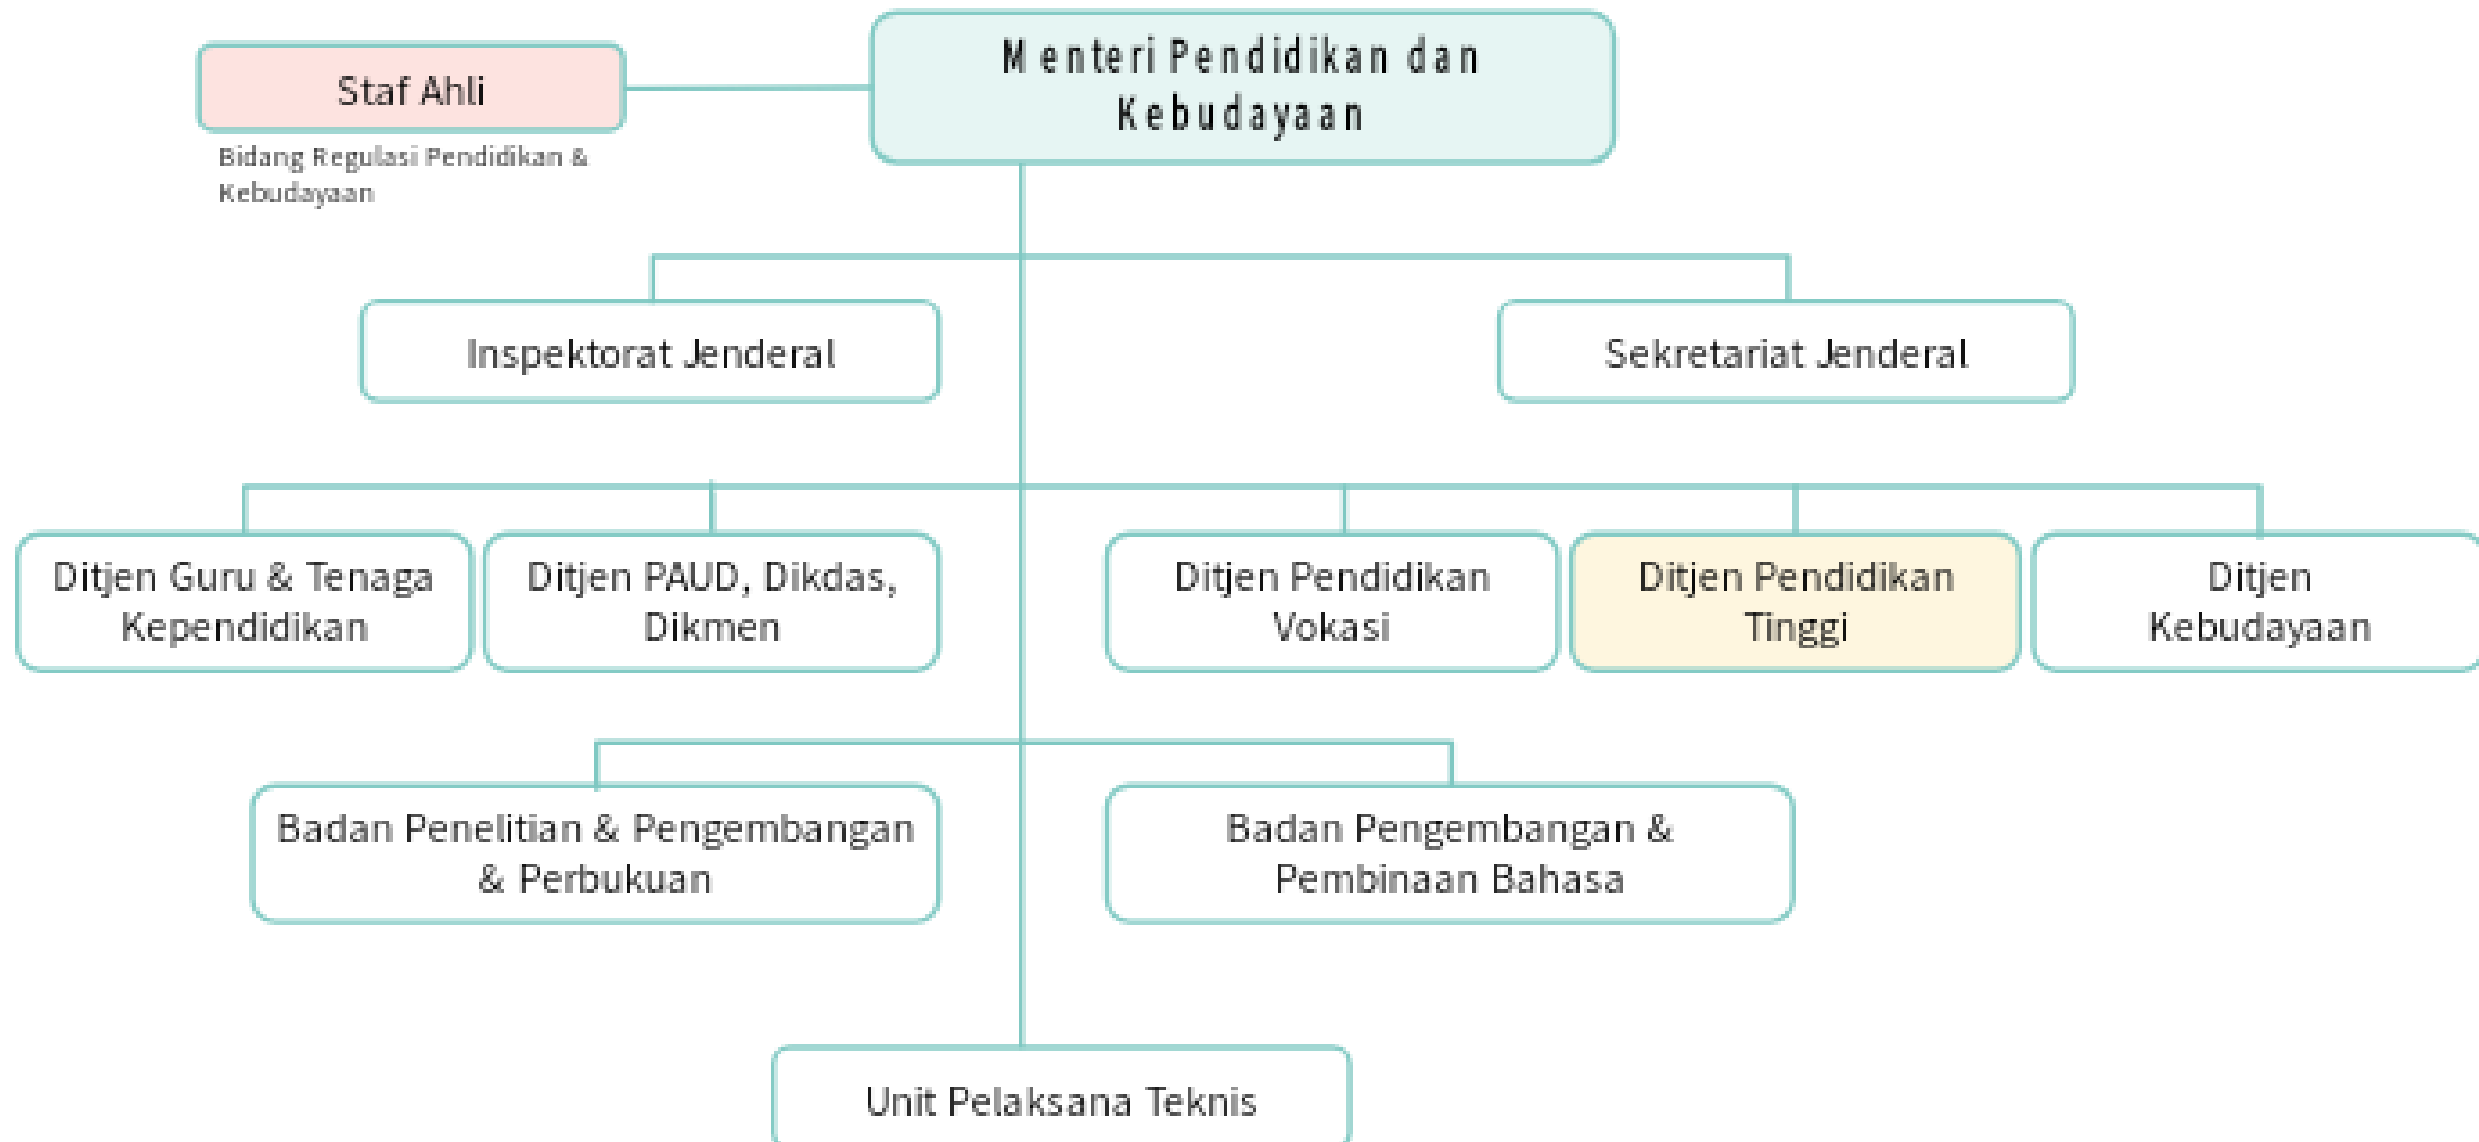 Menteri Pendidikan dan
Kebudayaan
Staf Ahli
Bidang Regulasi Pendidikan &
Kebudayaan
Inspektorat Jenderal
Sekretariat Jenderal
Ditjen Guru & Tenaga
Kependidikan
Ditjen PAUD, Dikdas,
Dikmen
Ditjen Pendidikan
Vokasi
Ditjen Pendidikan
Tinggi
Ditjen
Kebudayaan
Badan Penelitian & Pengembangan
& Perbukuan
Badan Pengembangan &
Pembinaan Bahasa
Unit Pelaksana Teknis